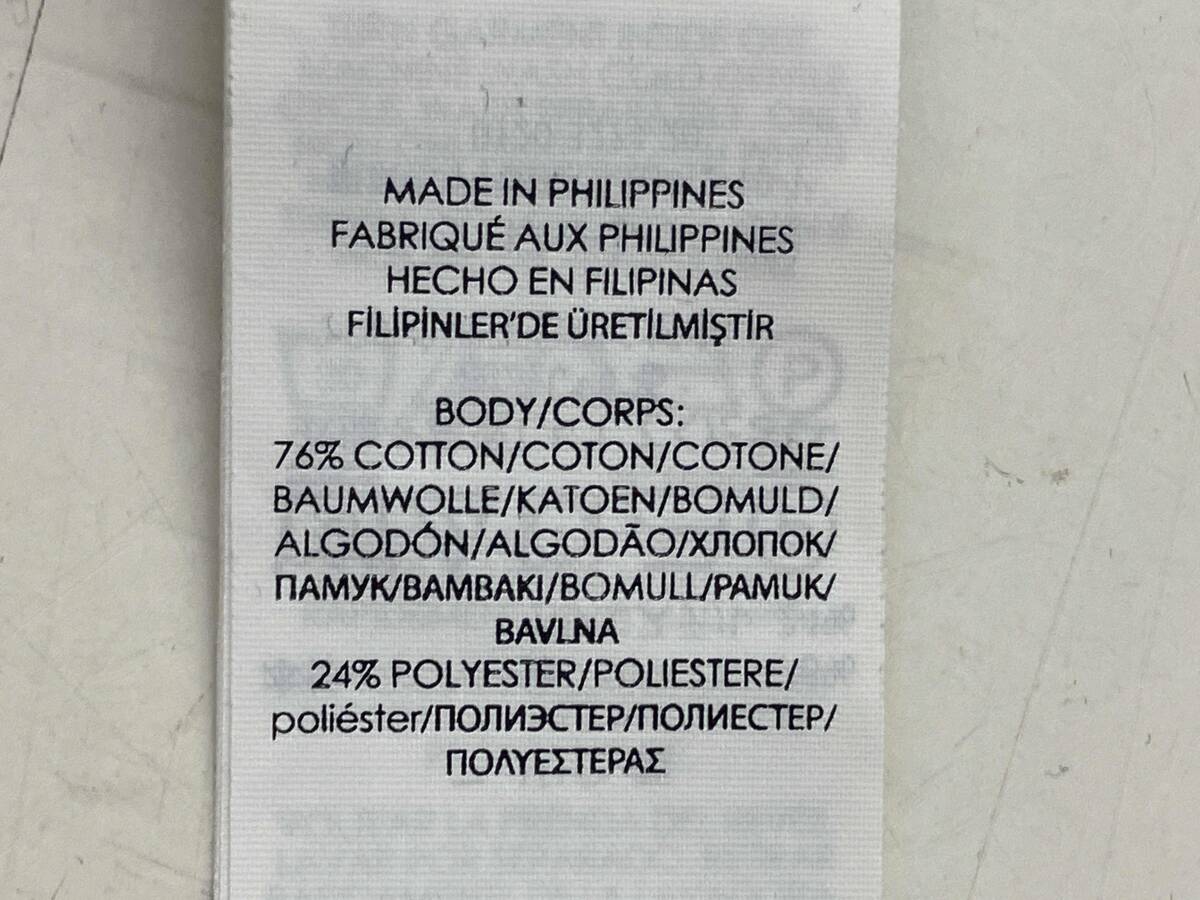 MADE IN PHILIPPINES
FABRIQUÉ AUX PHILIPPINES
HECHO EN FILIPINAS
FİLİPİNLER'DE ÜRETİLMİŞTİR
BODY/CORPS:
76% COTTON/COTON/COTONE/
BAUMWOLLE/KATOEN/BOMULD/
ALGODÓN/ALGODÃO/ХЛОПОК/
ПАМУК/ΒΑΜΒΑΚΙ/BOMULL/PAMUK/
BAVLNA
24% POLYESTER/POLIESTERE/
poliéster/ПОЛИЭСТЕР/ПОЛИЕСТЕР/
ΠΟΛΥΕΣΤΕΡΑΣ